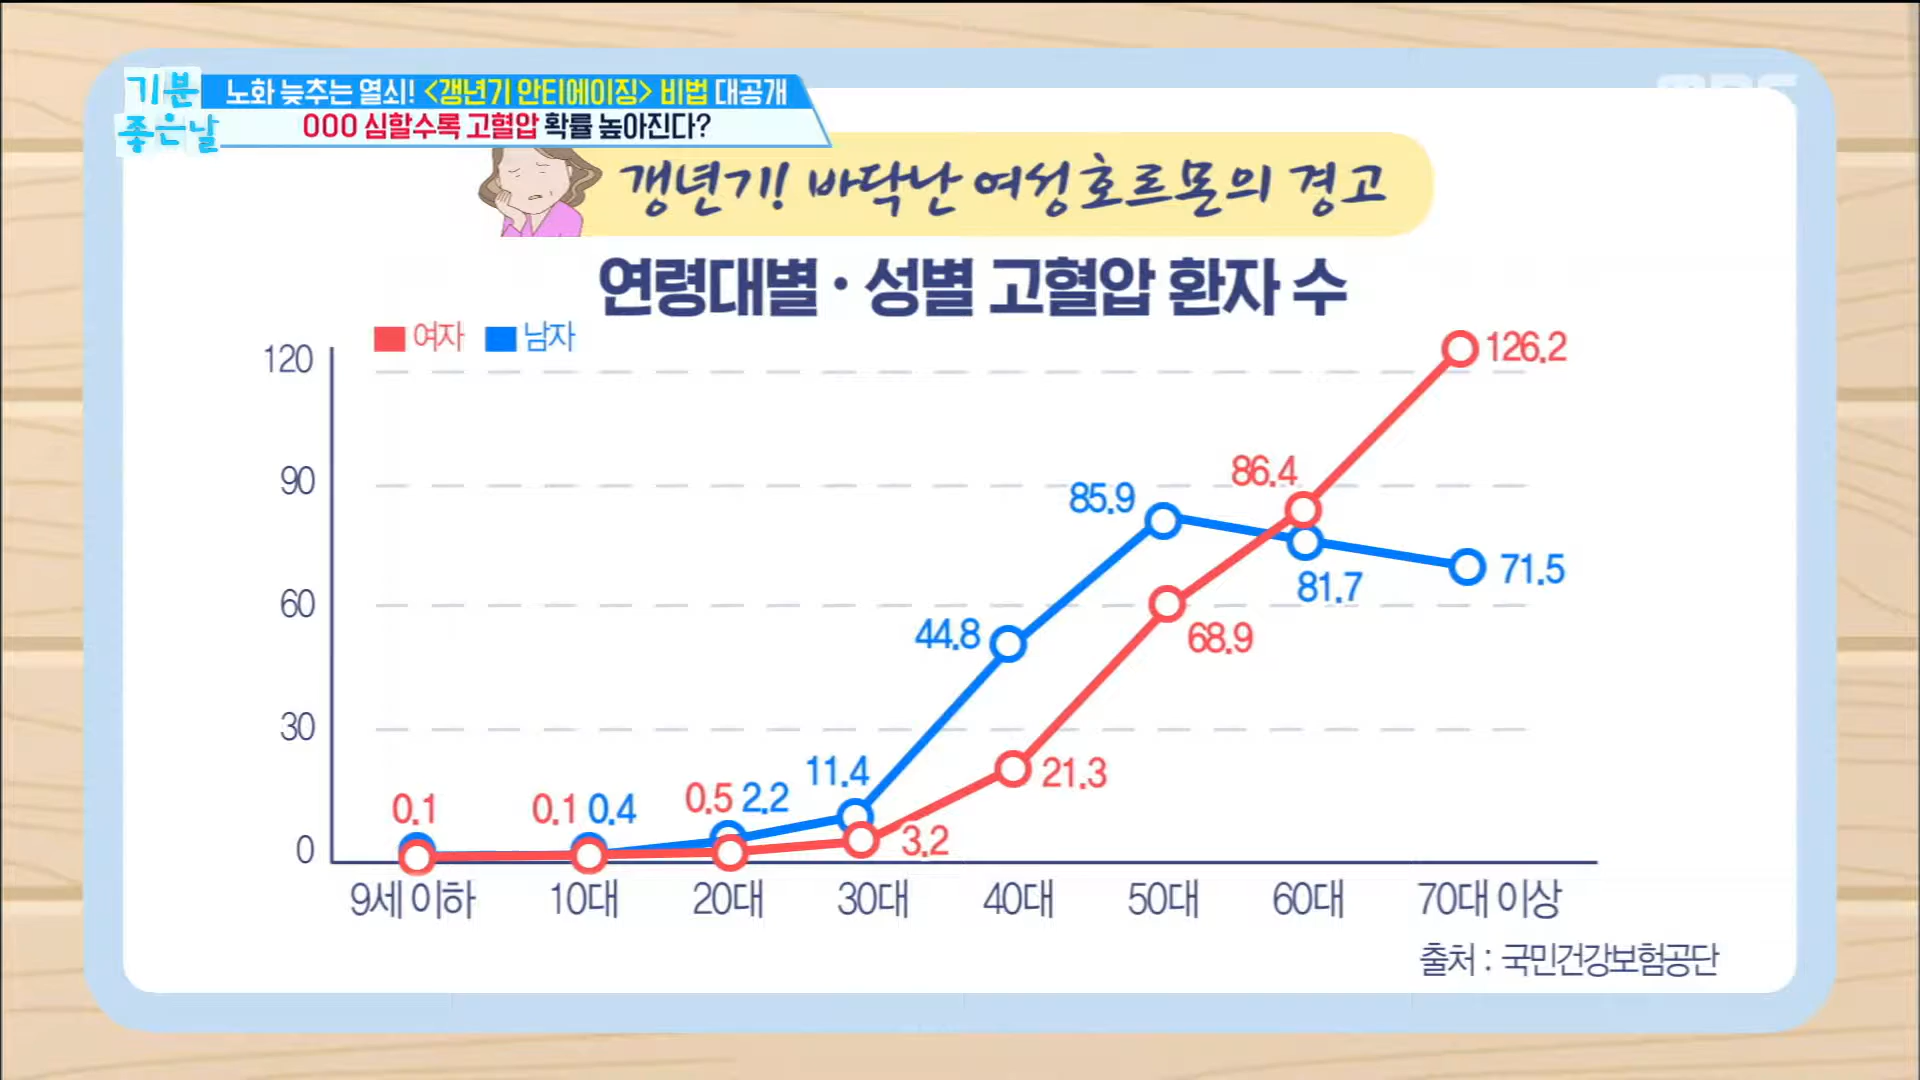 기분
좋은날
노화 늦추는 열쇠! <갱년기 안티에이징> 비법 대공개
OOO 심할수록 고혈압 확률 높아진다?
MBC
갱년기! 바닥난 여성호르몬의 경고
연령대별·성별 고혈압 환자 수
여자 남자
120
90
60
30
0
0.1
0.1 0.4
0.5 2.2
11.4
3.2
44.8
21.3
85.9
68.9
86.4
81.7
126.2
71.5
9세 이하 10대 20대 30대 40대 50대 60대 70대 이상
출처 : 국민건강보험공단